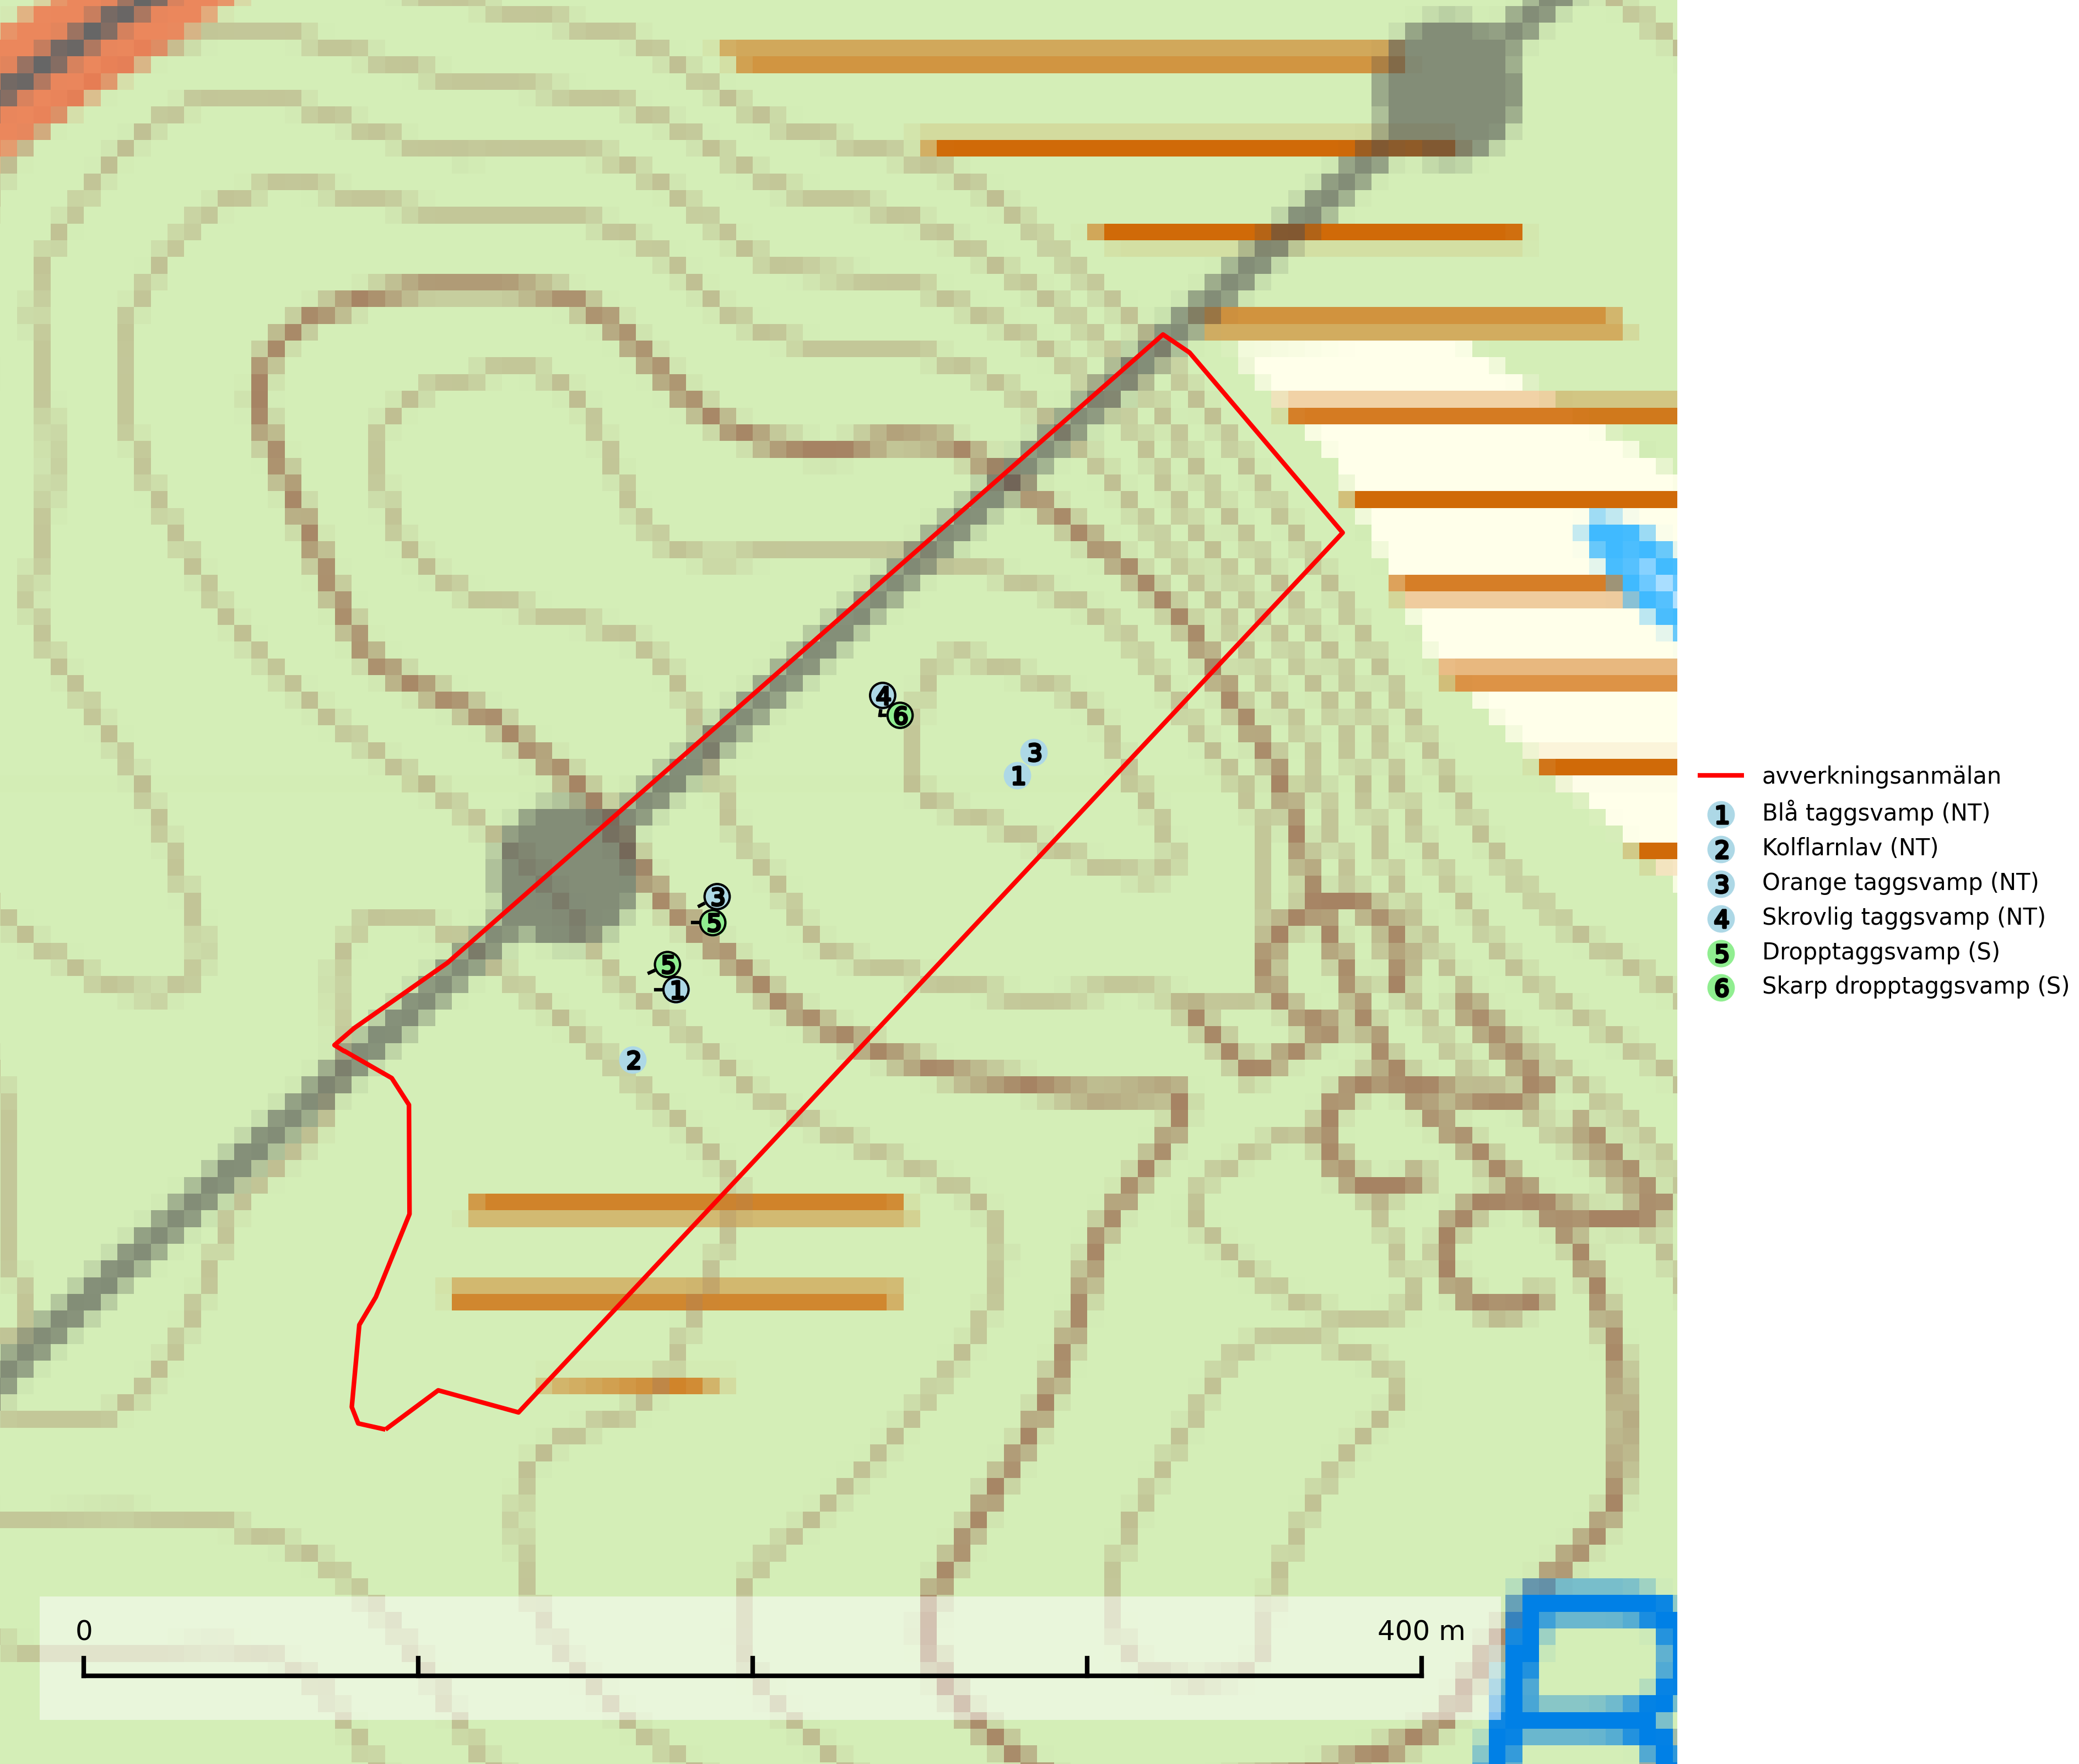 4
6
3
1
3
5
5
1
2
avverkningsanmälan
1 Blå taggsvamp (NT)
2 Kolflarnlav (NT)
3 Orange taggsvamp (NT)
4 Skrovlig taggsvamp (NT)
5 Dropptaggsvamp (S)
6 Skarp dropptaggsvamp (S)
0 400 m